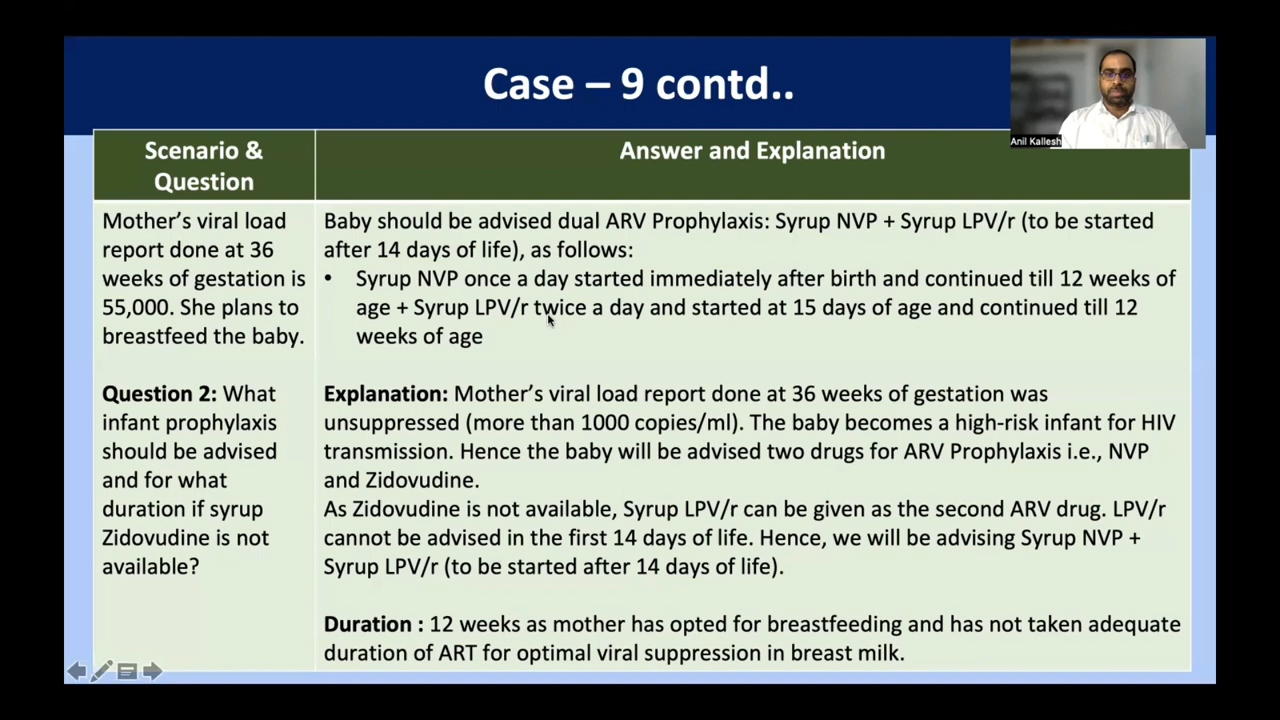 Case – 9 contd..
Anil Kallesh
Scenario &
Question
Answer and Explanation
Mother's viral load
report done at 36
weeks of gestation is
55,000. She plans to
breastfeed the baby.
Question 2: What
infant prophylaxis
should be advised
and for what
duration if syrup
Zidovudine is not
available?
Baby should be advised dual ARV Prophylaxis: Syrup NVP + Syrup LPV/r (to be started
after 14 days of life), as follows:
• Syrup NVP once a day started immediately after birth and continued till 12 weeks of
age + Syrup LPV/r twice a day and started at 15 days of age and continued till 12
weeks of age
Explanation: Mother's viral load report done at 36 weeks of gestation was
unsuppressed (more than 1000 copies/ml). The baby becomes a high-risk infant for HIV
transmission. Hence the baby will be advised two drugs for ARV Prophylaxis i.e., NVP
and Zidovudine.
As Zidovudine is not available, Syrup LPV/r can be given as the second ARV drug. LPV/r
cannot be advised in the first 14 days of life. Hence, we will be advising Syrup NVP +
Syrup LPV/r (to be started after 14 days of life).
Duration : 12 weeks as mother has opted for breastfeeding and has not taken adequate
duration of ART for optimal viral suppression in breast milk.